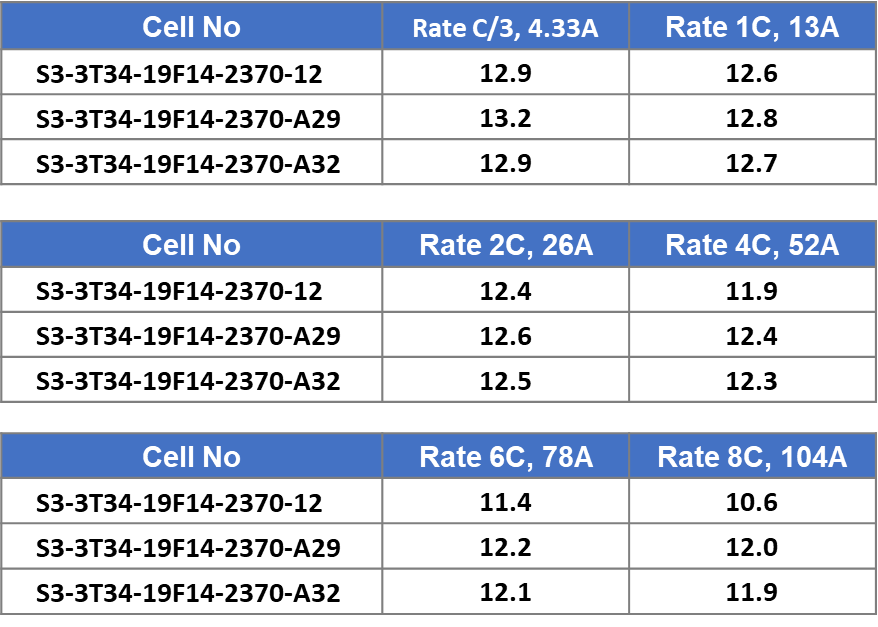 Cell No Rate C/3, 4.33A Rate 1C, 13A
S3-3T34-19F14-2370-12 12.9 12.6
S3-3T34-19F14-2370-A29 13.2 12.8
S3-3T34-19F14-2370-A32 12.9 12.7
Cell No Rate 2C, 26A Rate 4C, 52A
S3-3T34-19F14-2370-12 12.4 11.9
S3-3T34-19F14-2370-A29 12.6 12.4
S3-3T34-19F14-2370-A32 12.5 12.3
Cell No Rate 6C, 78A Rate 8C, 104A
S3-3T34-19F14-2370-12 11.4 10.6
S3-3T34-19F14-2370-A29 12.2 12.0
S3-3T34-19F14-2370-A32 12.1 11.9